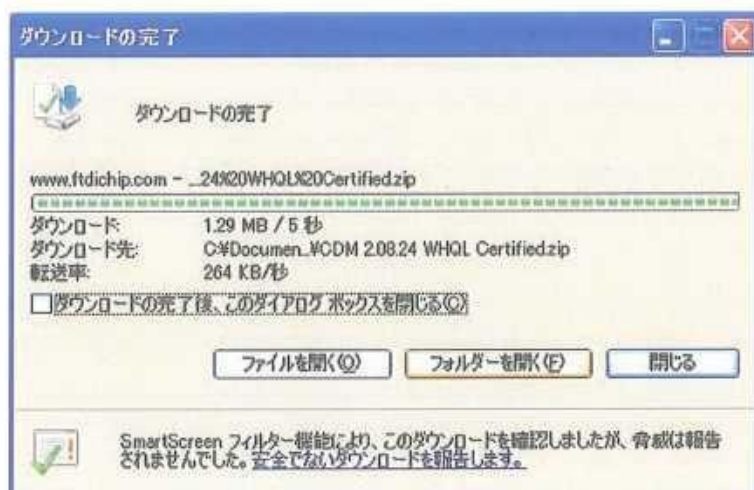 ダウンロードの完了
ダウンロードの完了
www.ftdichip.com - ...24%20WHQL%20Certified.zip
ダウンロード: 1.29 MB / 5 秒
ダウンロード先: C:¥Documen...¥CDM 2.08.24 WHQL Certified.zip
転送率: 264 KB/秒
ダウンロードの完了後、このダイアログ ボックスを閉じる(C)
ファイルを開く(O) フォルダーを開く(F) 閉じる
SmartScreen フィルター機能により、このダウンロードを確認しましたが、脅威は報告
されませんでした。安全でないダウンロードを報告します。